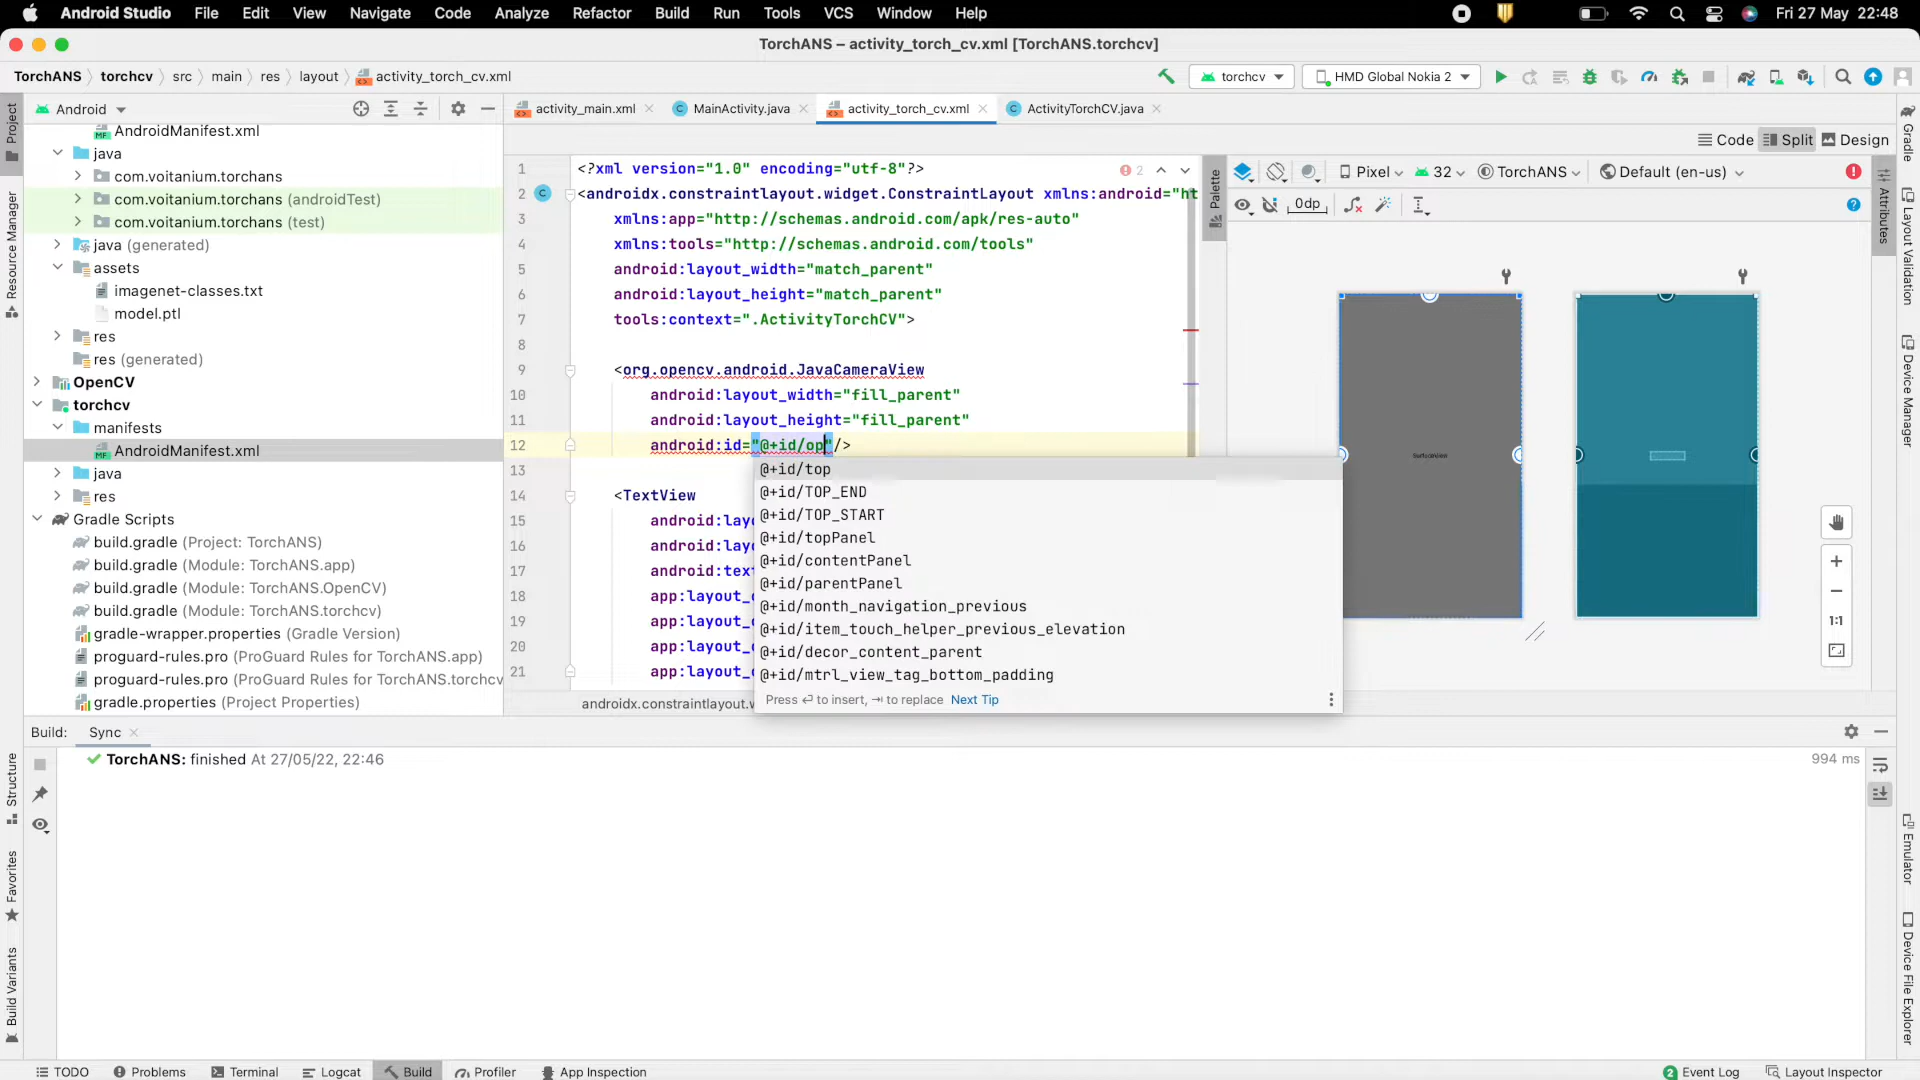 Android Studio File Edit View Navigate Code Analyze Refactor Build Run Tools VCS Window Help Fri 27 May 22:48
TorchANS – activity_torch_cv.xml [TorchANS.torchcv]
TorchANS torchcv src main res layout activity_torch_cv.xml torchcv HMD Global Nokia 2
Android activity_main.xml MainActivity.java activity_torch_cv.xml ActivityTorchCV.java
Code Split Design
Project
Resource Manager
Structure
Favorites
Build Variants
AndroidManifest.xml
java
com.voitanium.torchans
com.voitanium.torchans (androidTest)
com.voitanium.torchans (test)
java (generated)
assets
imagenet-classes.txt
model.ptl
res
res (generated)
OpenCV
torchcv
manifests
AndroidManifest.xml
java
res
Gradle Scripts
build.gradle (Project: TorchANS)
build.gradle (Module: TorchANS.app)
build.gradle (Module: TorchANS.OpenCV)
build.gradle (Module: TorchANS.torchcv)
gradle-wrapper.properties (Gradle Version)
proguard-rules.pro (ProGuard Rules for TorchANS.app)
proguard-rules.pro (ProGuard Rules for TorchANS.torchcv
gradle.properties (Project Properties)
1 <?xml version="1.0" encoding="utf-8"?> 2
2 <androidx.constraintlayout.widget.ConstraintLayout xmlns:android="ht
3 xmlns:app="http://schemas.android.com/apk/res-auto"
4 xmlns:tools="http://schemas.android.com/tools"
5 android:layout_width="match_parent"
6 android:layout_height="match_parent"
7 tools:context=".ActivityTorchCV">
8
9 <org.opencv.android.JavaCameraView
10 android:layout_width="fill_parent"
11 android:layout_height="fill_parent"
12 android:id="@+id/op"/>
13
14 <TextView
15 android:lay
16 android:lay
17 android:tex
18 app:layout_
19 app:layout_
20 app:layout_
21 app:layout_
@+id/top
@+id/TOP_END
@+id/TOP_START
@+id/topPanel
@+id/contentPanel
@+id/parentPanel
@+id/month_navigation_previous
@+id/item_touch_helper_previous_elevation
@+id/decor_content_parent
@+id/mtrl_view_tag_bottom_padding
Press ⏎ to insert, ⇥ to replace Next Tip
androidx.constraintlayout.
Palette
Pixel 32 TorchANS Default (en-us)
0dp
1:1
Attributes
Gradle
Layout Validation
Device Manager
Emulator
Device File Explorer
Build: Sync
TorchANS: finished At 27/05/22, 22:46 994 ms
TODO Problems Terminal Logcat Build Profiler App Inspection 2 Event Log Layout Inspector